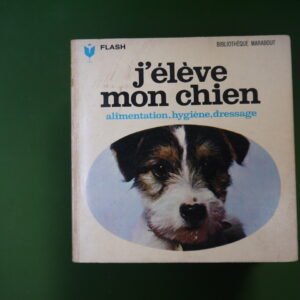 FLASH
BIBLIOTHÈQUE MARABOUT
j'élève
mon chien
alimentation, hygiène, dressage